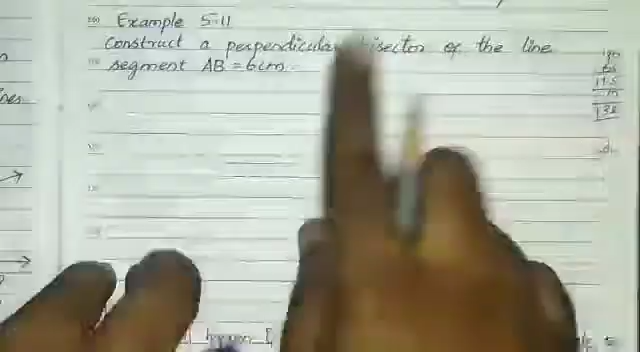 Example 5.11
Construct a perpendicular bisector of the line
segment AB = 6cm.